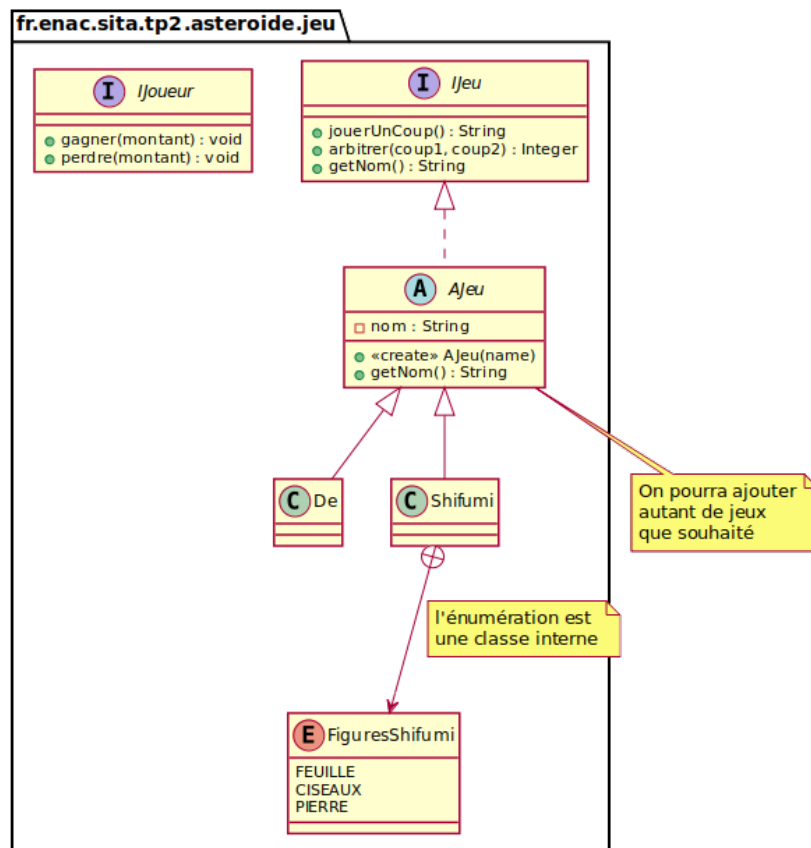 fr.enac.sita.tp2.asteroide.jeu
I IJoueur
gagner(montant) : void
perdre(montant) : void
I IJeu
jouerUnCoup() : String
arbitrer(coup1, coup2) : Integer
getNom() : String
A AJeu
nom : String
«create» AJeu(name)
getNom() : String
C De
C Shifumi
On pourra ajouter
autant de jeux
que souhaité
l'énumération est
une classe interne
E FiguresShifumi
FEUILLE
CISEAUX
PIERRE